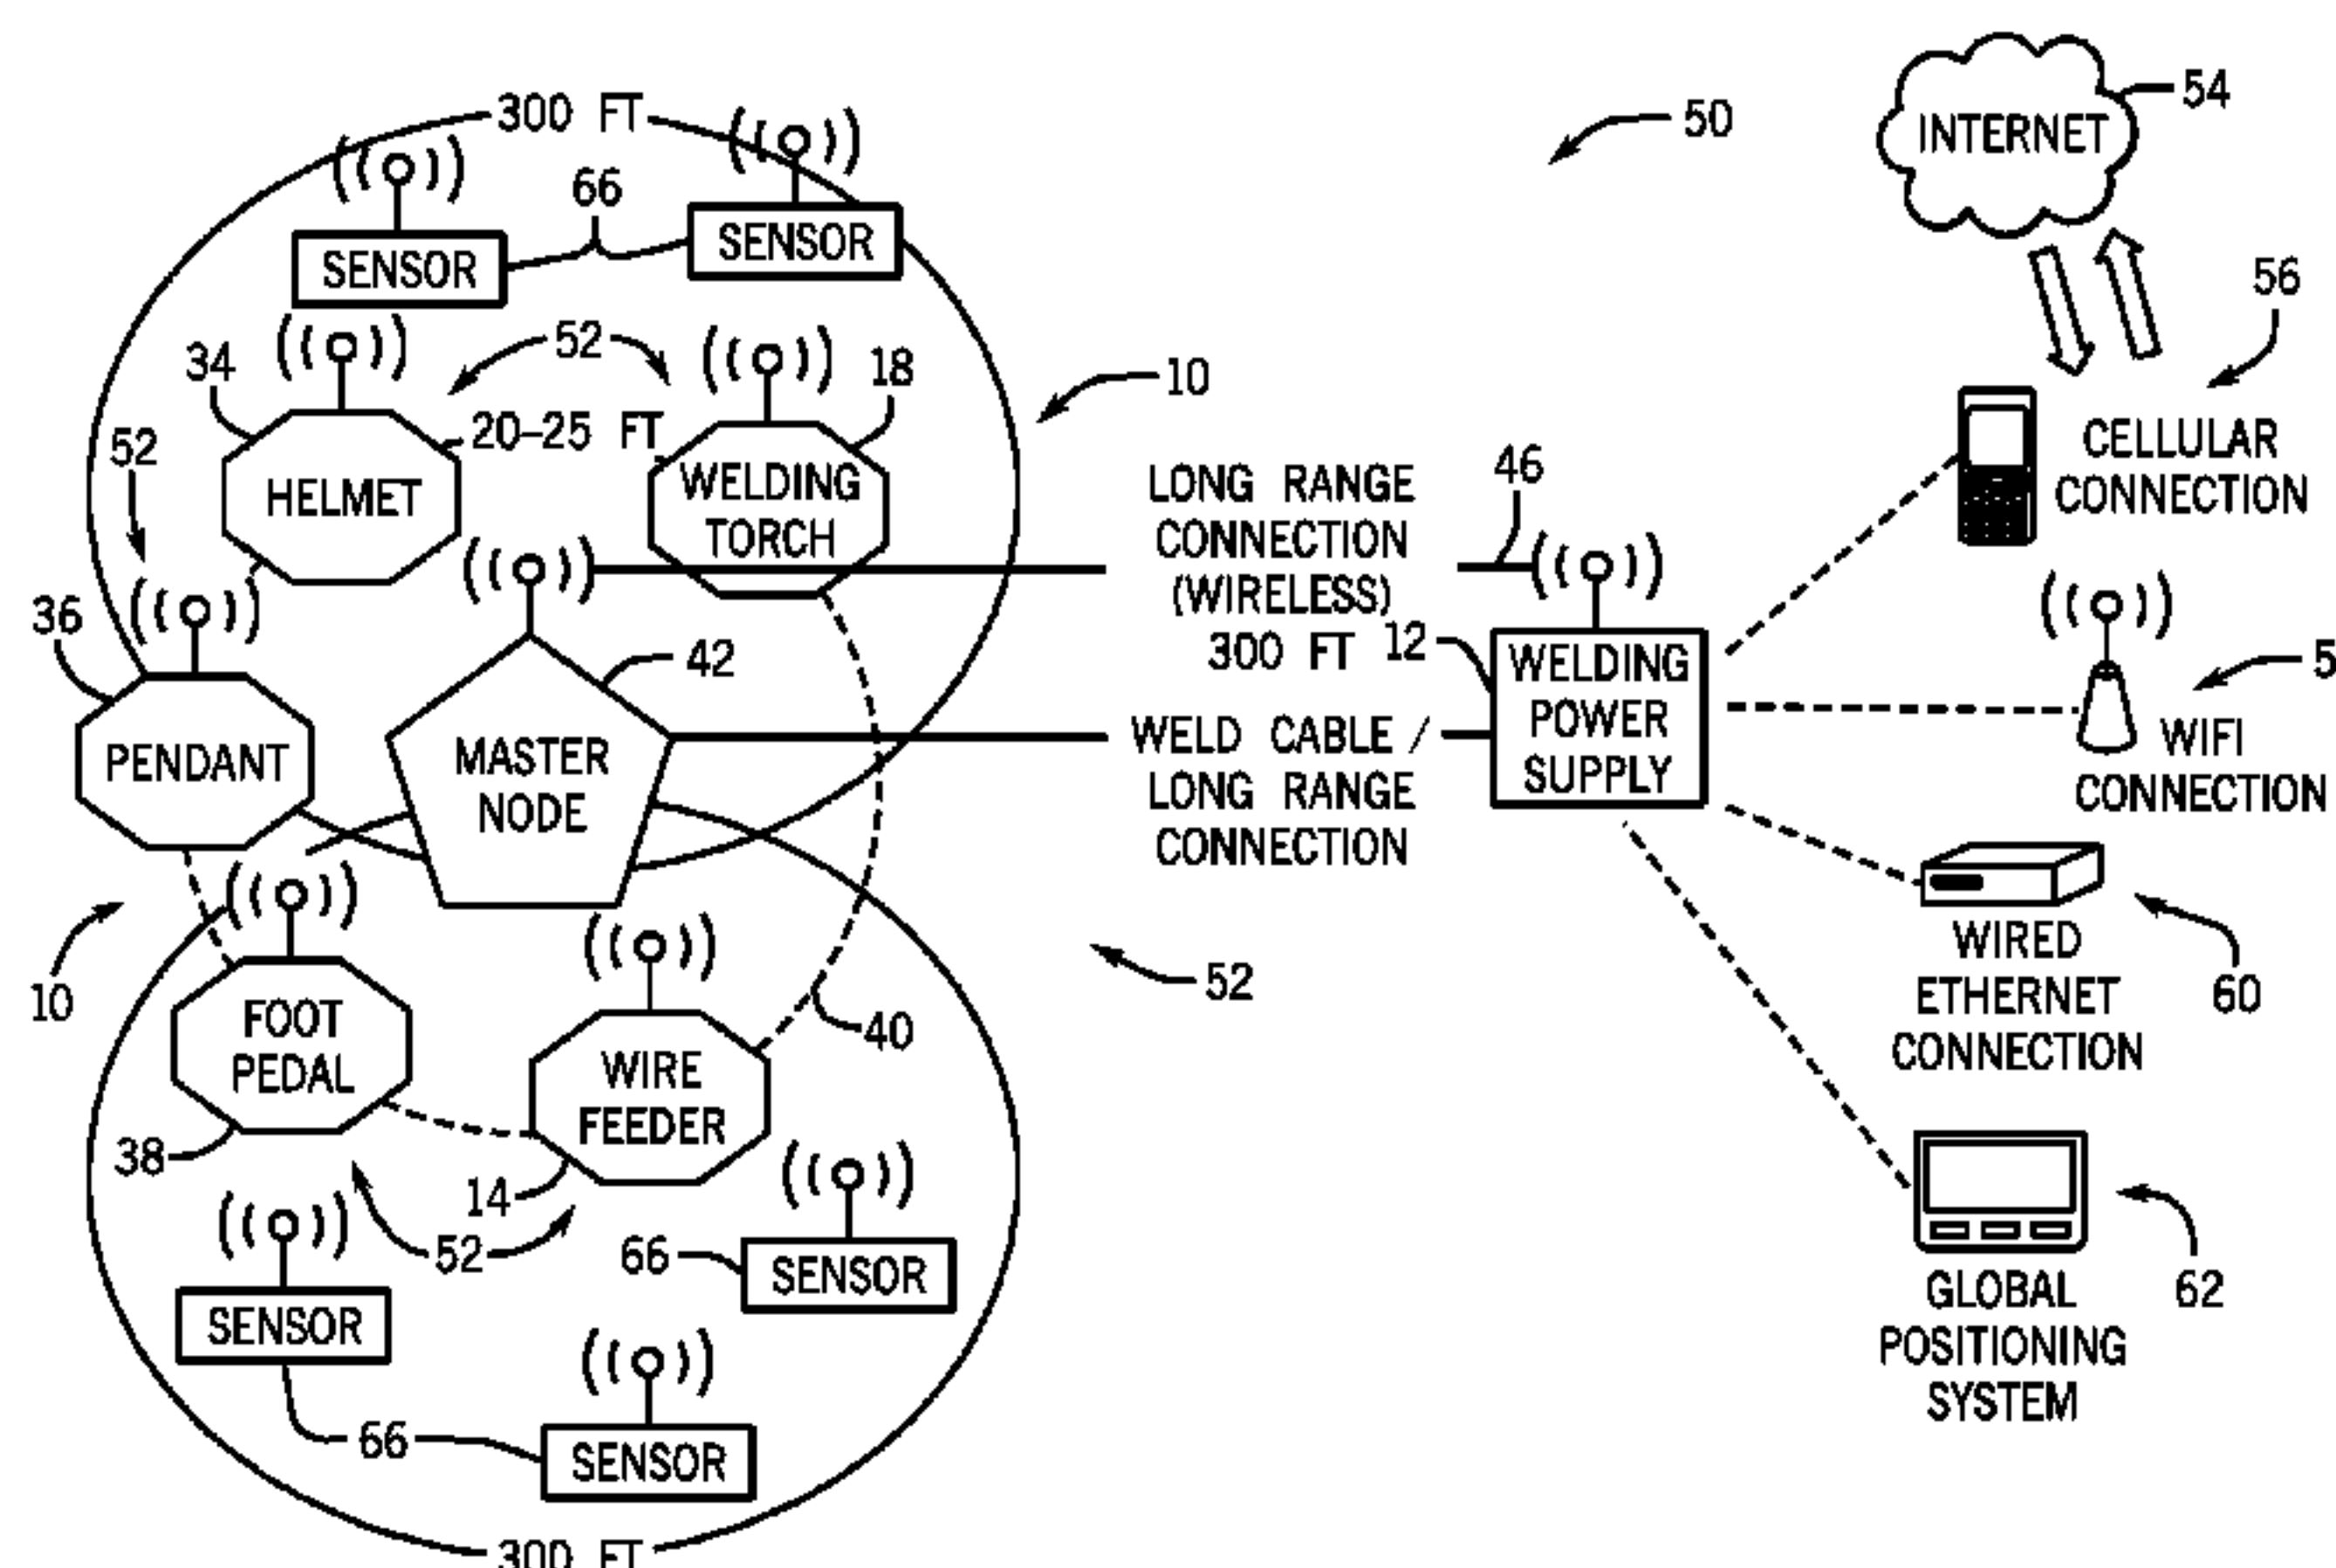 300 FT
50
54
INTERNET
66
SENSOR
SENSOR
56
52
34
18
10
20-25 FT
52
HELMET
WELDING
TORCH
CELLULAR
CONNECTION
LONG RANGE
CONNECTION
(WIRELESS)
300 FT
46
36
42
12
WELDING
POWER
SUPPLY
5
WIFI
CONNECTION
PENDANT
MASTER
NODE
WELD CABLE /
LONG RANGE
CONNECTION
10
52
WIRED
ETHERNET
CONNECTION
60
FOOT
PEDAL
40
WIRE
FEEDER
38
14
52
66
SENSOR
SENSOR
62
GLOBAL
POSITIONING
SYSTEM
66
SENSOR
300 FT